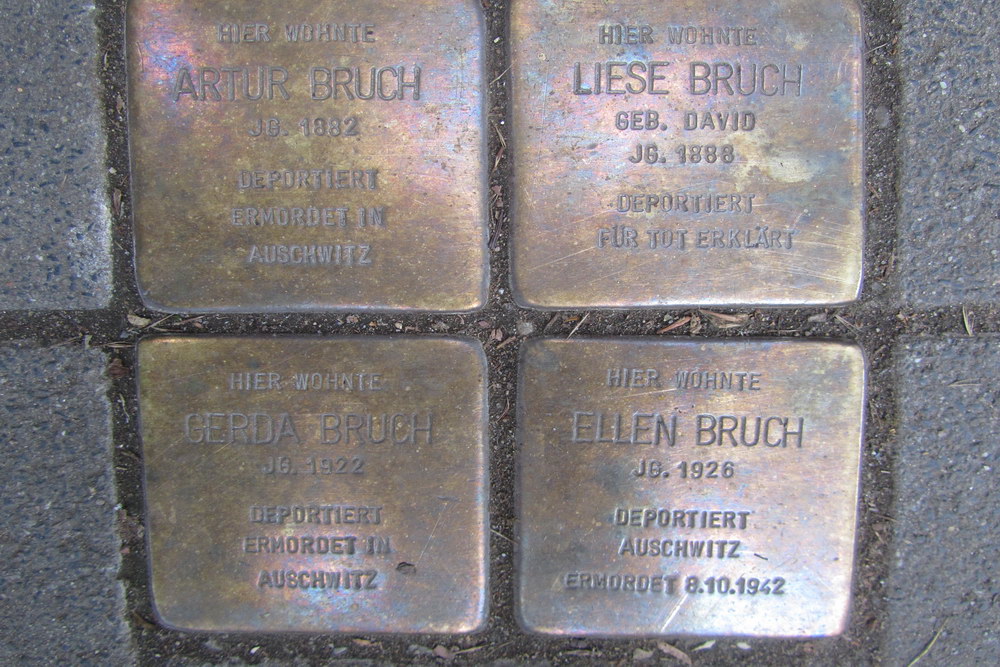 HIER WOHNTE
ARTUR BRUCH
JG. 1882
DEPORTIERT
ERMORDET IN
AUSCHWITZ
HIER WOHNTE
LIESE BRUCH
GEB. DAVID
JG. 1888
DEPORTIERT
FÜR TOT ERKLÄRT
HIER WOHNTE
GERDA BRUCH
JG. 1922
DEPORTIERT
ERMORDET IN
AUSCHWITZ
HIER WOHNTE
ELLEN BRUCH
JG. 1926
DEPORTIERT
AUSCHWITZ
ERMORDET 8.10.1942